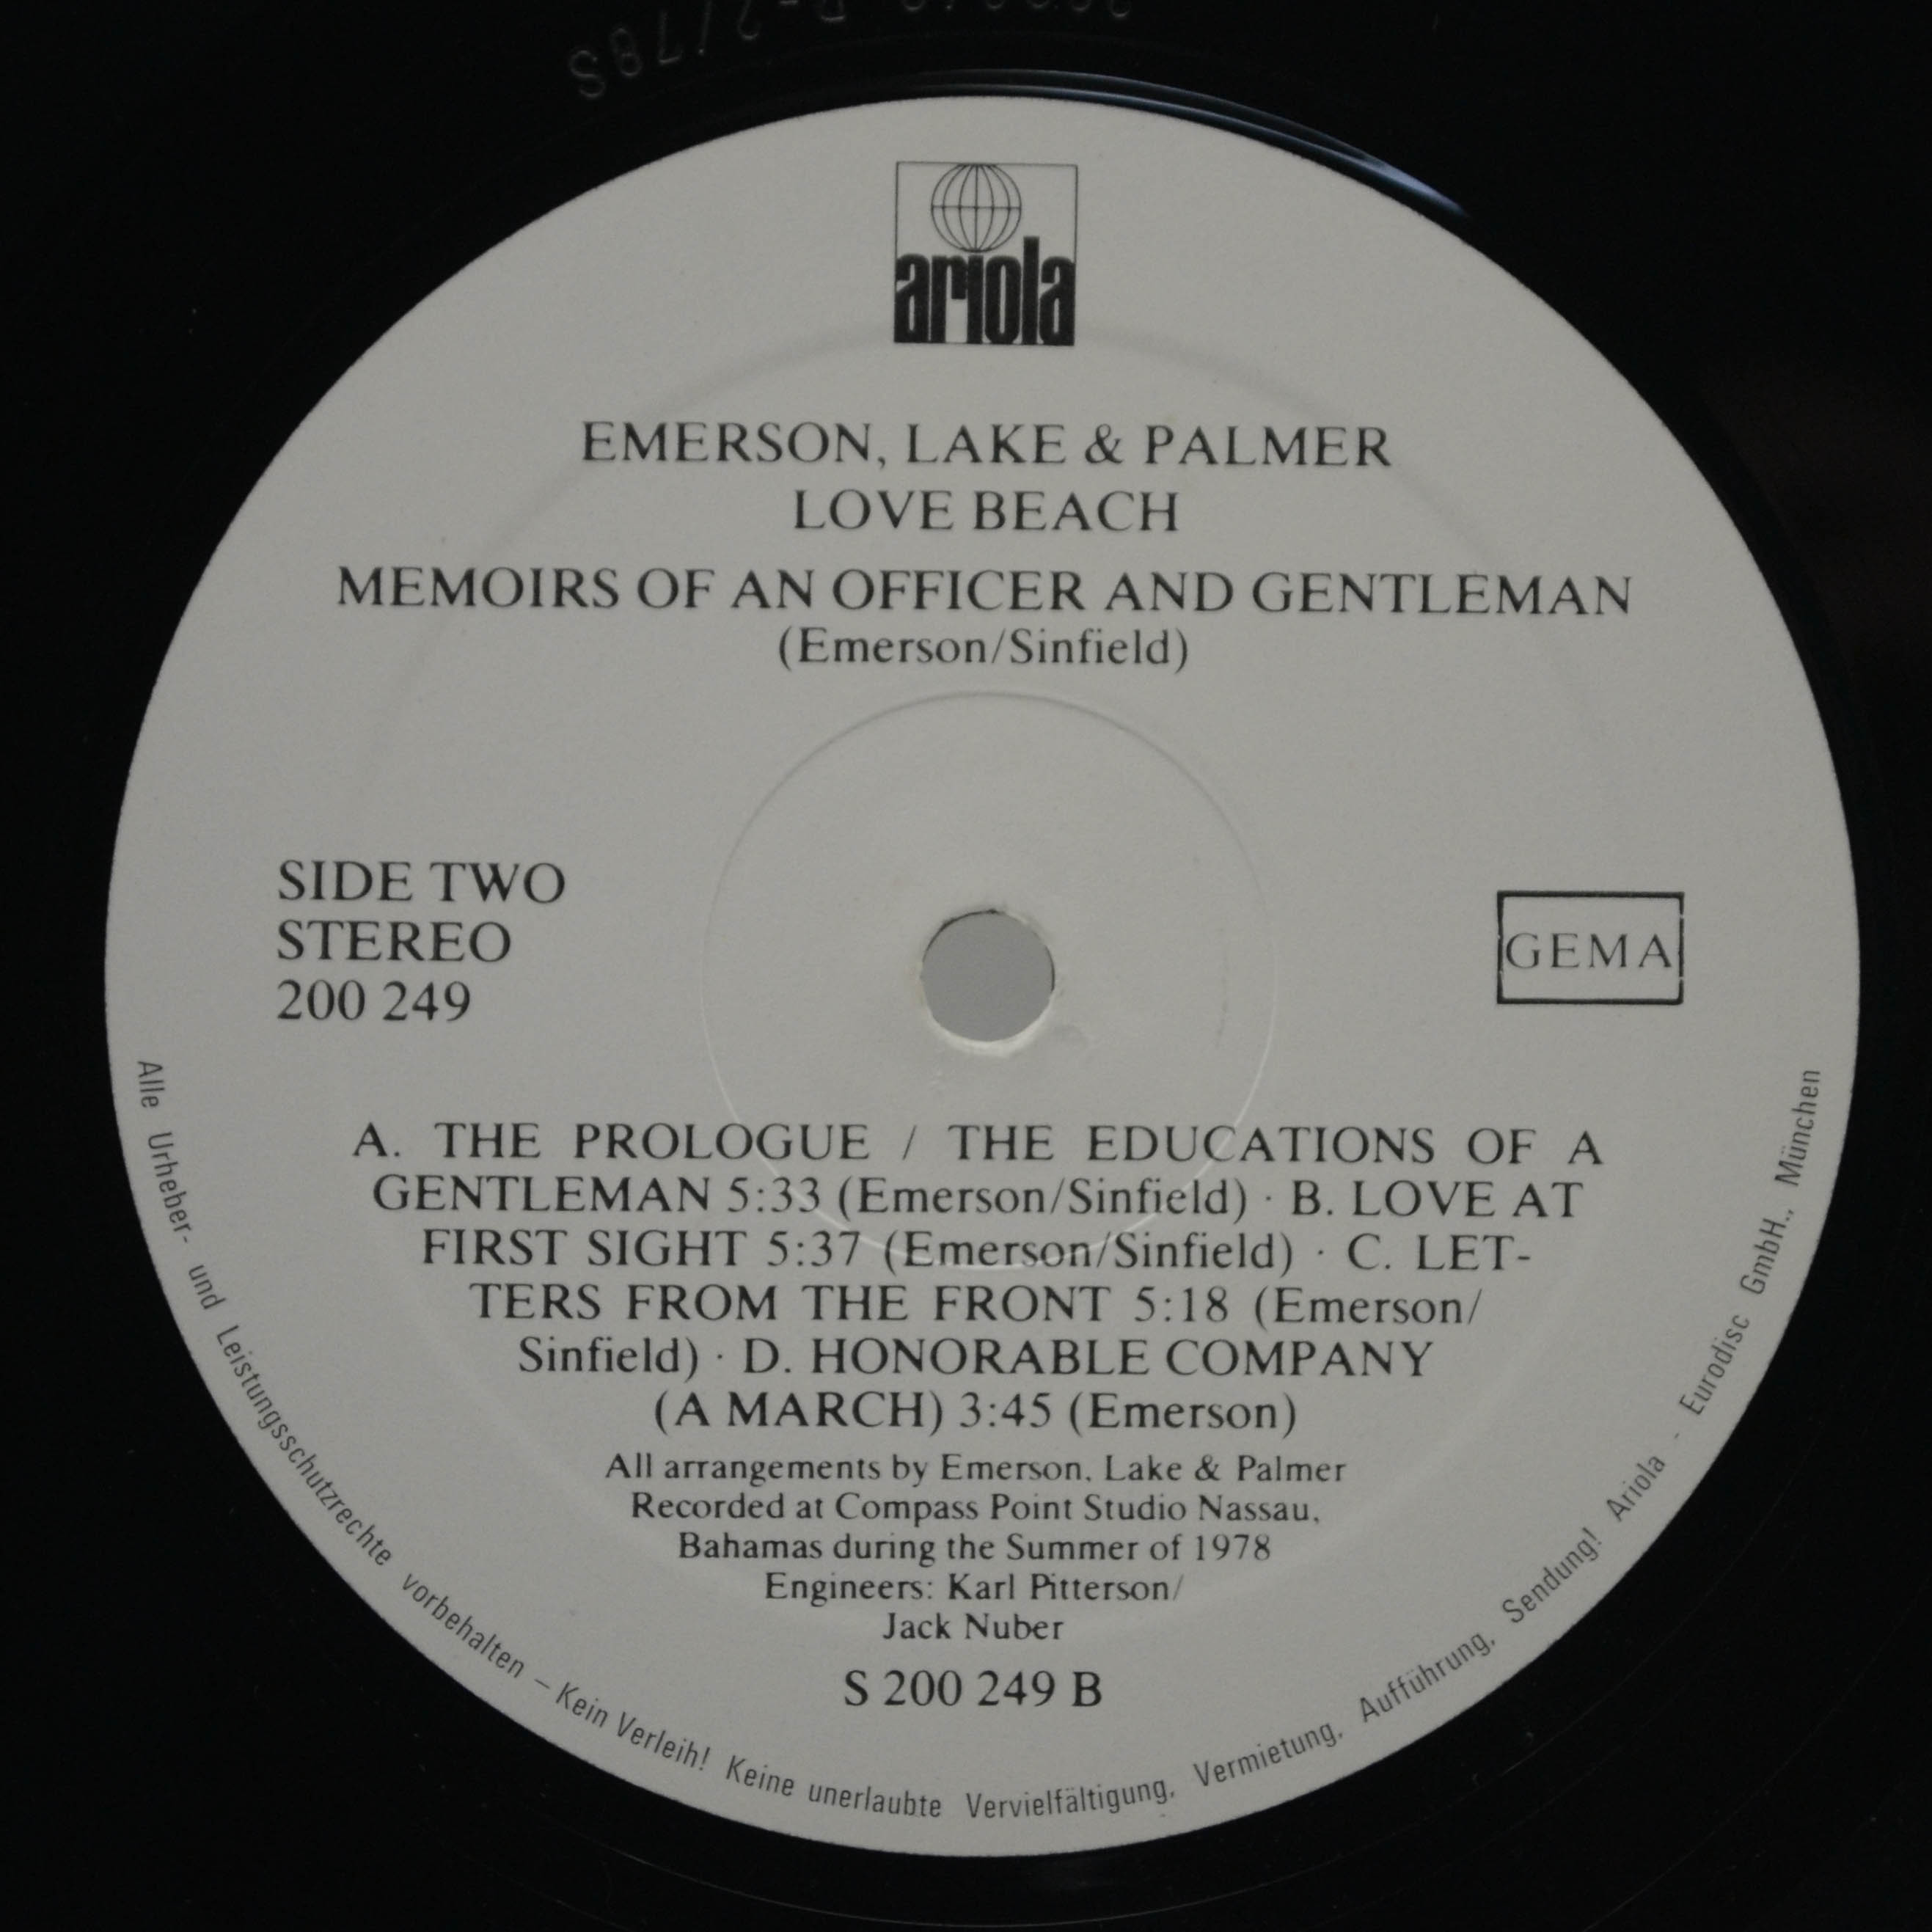 ariola
EMERSON, LAKE & PALMER
LOVE BEACH
MEMOIRS OF AN OFFICER AND GENTLEMAN
(Emerson/Sinfield)
SIDE TWO
STEREO
200 249
GEMA
A. THE PROLOGUE / THE EDUCATIONS OF A
GENTLEMAN 5:33 (Emerson/Sinfield) · B. LOVE AT
FIRST SIGHT 5:37 (Emerson/Sinfield) · C. LET-
TERS FROM THE FRONT 5:18 (Emerson/
Sinfield) · D. HONORABLE COMPANY
(A MARCH) 3:45 (Emerson)
All arrangements by Emerson, Lake & Palmer
Recorded at Compass Point Studio Nassau,
Bahamas during the Summer of 1978
Engineers: Karl Pitterson/
Jack Nuber
S 200 249 B
Alle Urheber- und Leistungsschutzrechte vorbehalten – Kein Verleih! Keine unerlaubte Vervielfältigung, Vermietung, Aufführung, Sendung! Ariola - Eurodisc GmbH., München